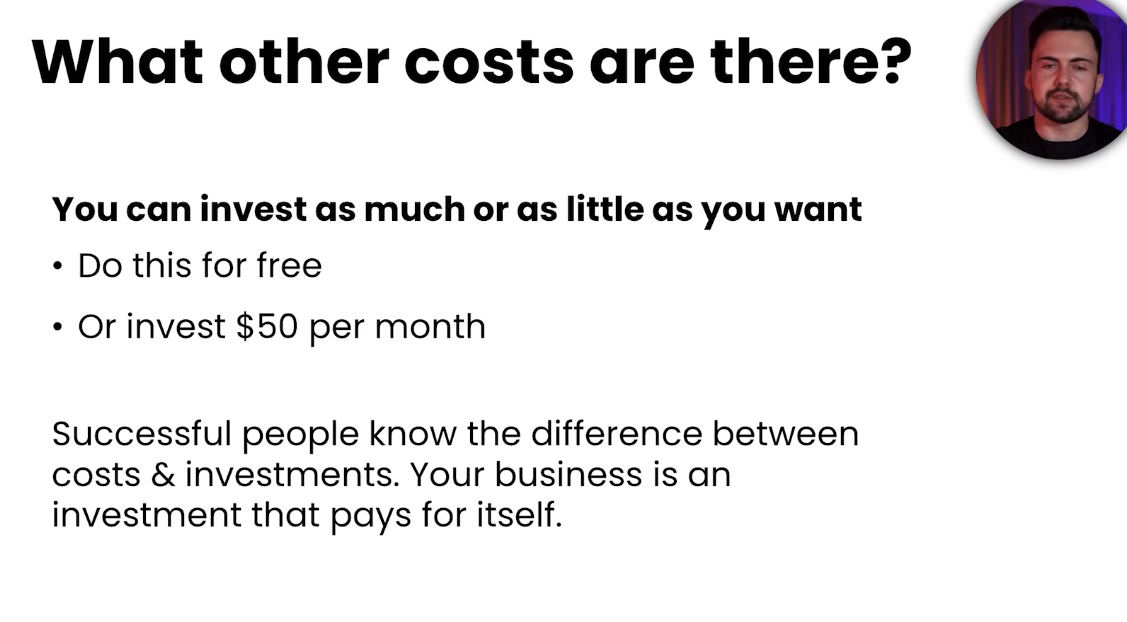 What other costs are there?
You can invest as much or as little as you want
• Do this for free
• Or invest $50 per month
Successful people know the difference between
costs & investments. Your business is an
investment that pays for itself.